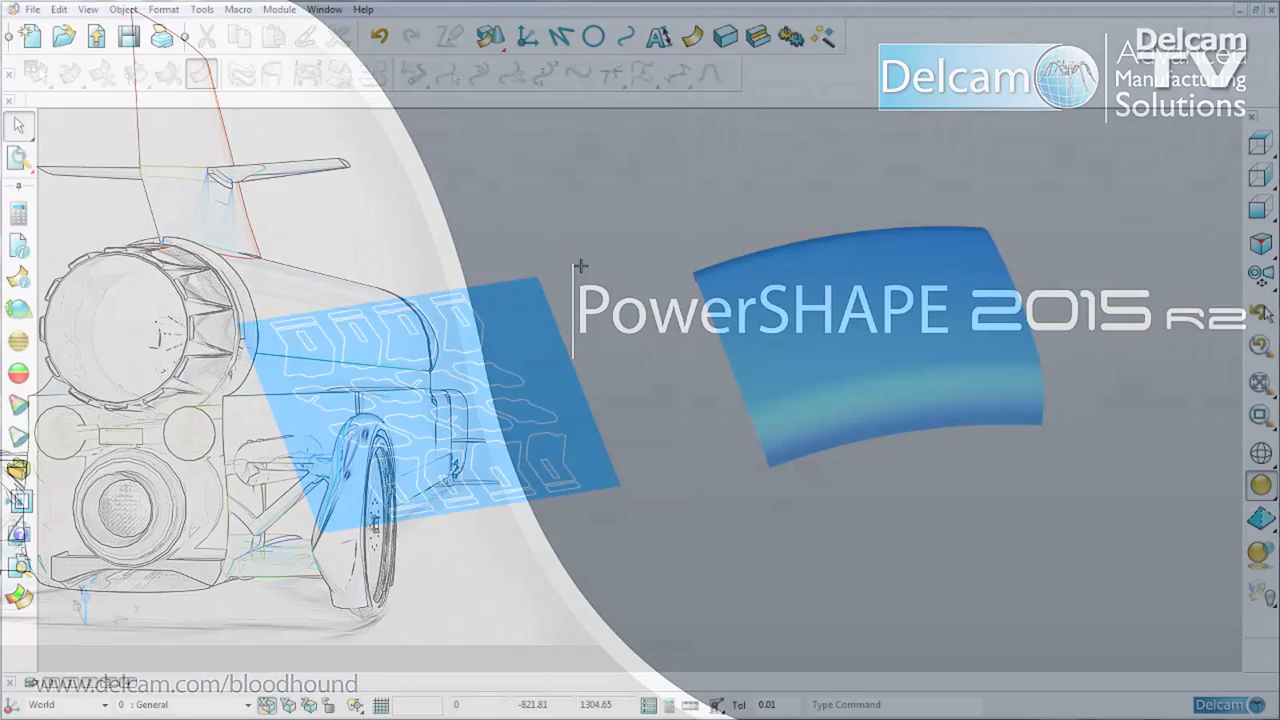 File Edit View Object Format Tools Macro Module Window Help
Delcam
Delcam
TV
Advanced
Manufacturing
Solutions
PowerSHAPE 2015 R2
www.delcam.com/bloodhound
World 0 : General 0 -821.81 1304.65 Tol 0.01 Type Command Delcam